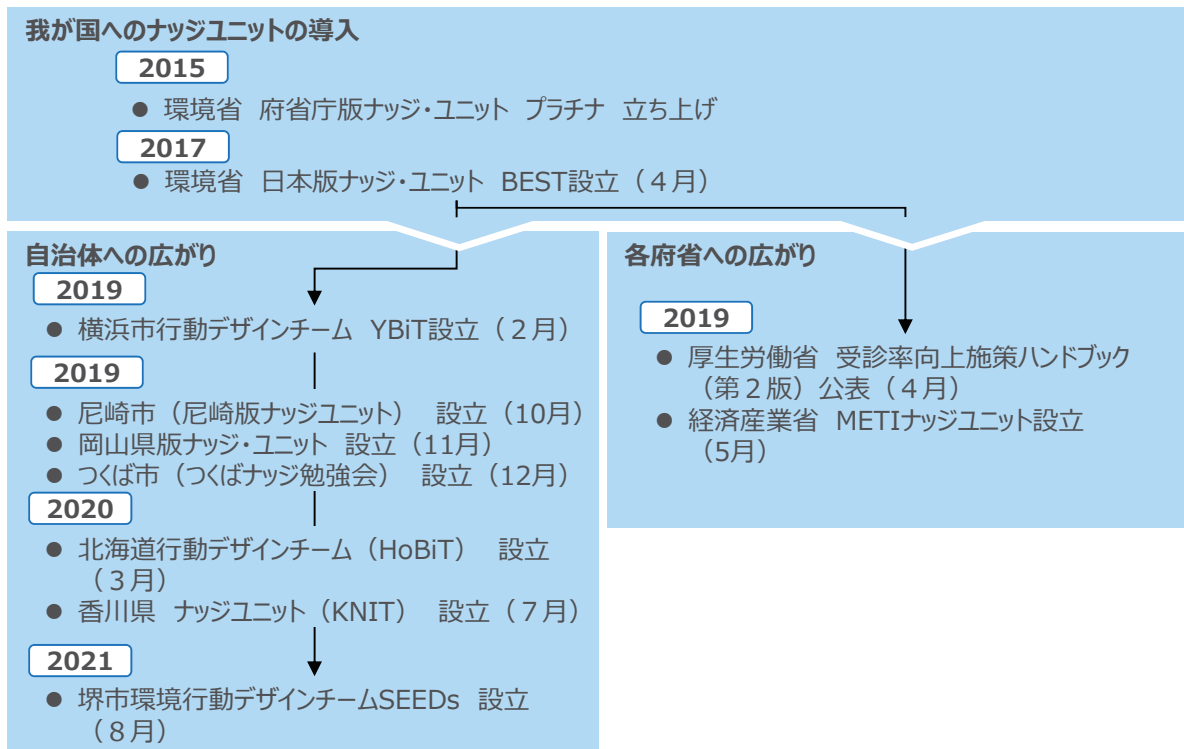 我が国へのナッジユニットの導入
2015
● 環境省 府省庁版ナッジ・ユニット プラチナ 立ち上げ
2017
● 環境省 日本版ナッジ・ユニット BEST設立（４月）
自治体への広がり
2019
● 横浜市行動デザインチーム YBiT設立（２月）
2019
● 尼崎市（尼崎版ナッジユニット） 設立（10月）
● 岡山県版ナッジ・ユニット 設立（11月）
● つくば市（つくばナッジ勉強会） 設立（12月）
2020
● 北海道行動デザインチーム（HoBiT） 設立
（３月）
● 香川県 ナッジユニット（KNIT） 設立（７月）
2021
● 堺市環境行動デザインチームSEEDs 設立
（８月）
各府省への広がり
2019
● 厚生労働省 受診率向上施策ハンドブック
（第２版）公表（４月）
● 経済産業省 METIナッジユニット設立
（5月）